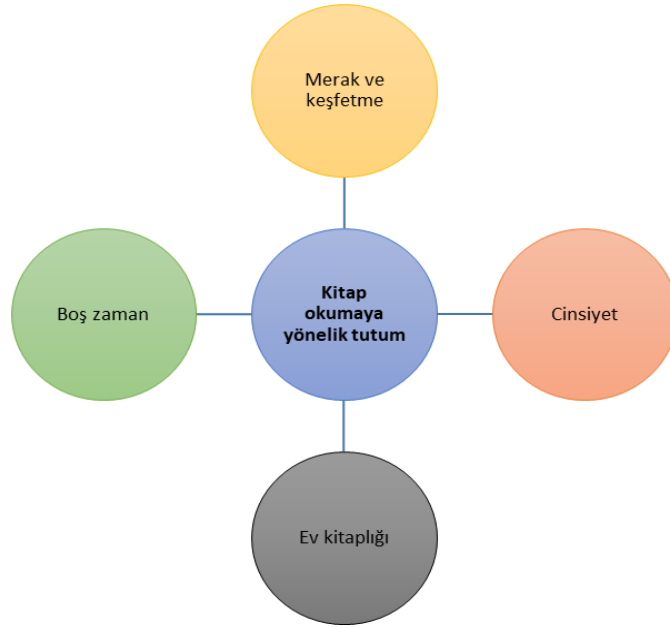 Merak ve
keşfetme
Boş zaman
Kitap
okumaya
yönelik tutum
Cinsiyet
Ev kitaplığı